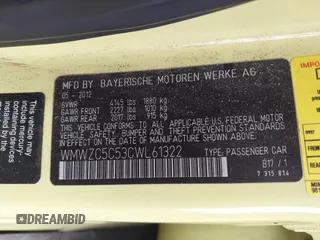 MFD BY BAYERISCHE MOTOREN WERKE AG
05 - 2012
GVWR 4149 lbs 1880 kg
GAWR FRONT 2227 lbs 1010 kg
GAWR REAR 2017 lbs 915 kg
THIS VEHICLE CONFORMS TO ALL APPLICABLE U.S. FEDERAL MOTOR
VEHICLE SAFETY, BUMPER, AND THEFT PREVENTION STANDARDS IN
EFFECT ON THE DATE OF MANUFACTURE SHOWN ABOVE.
WMWZC5C53CWL61322 TYPE: PASSENGER CAR
B17 / 1
7 315 814
DREAMBID